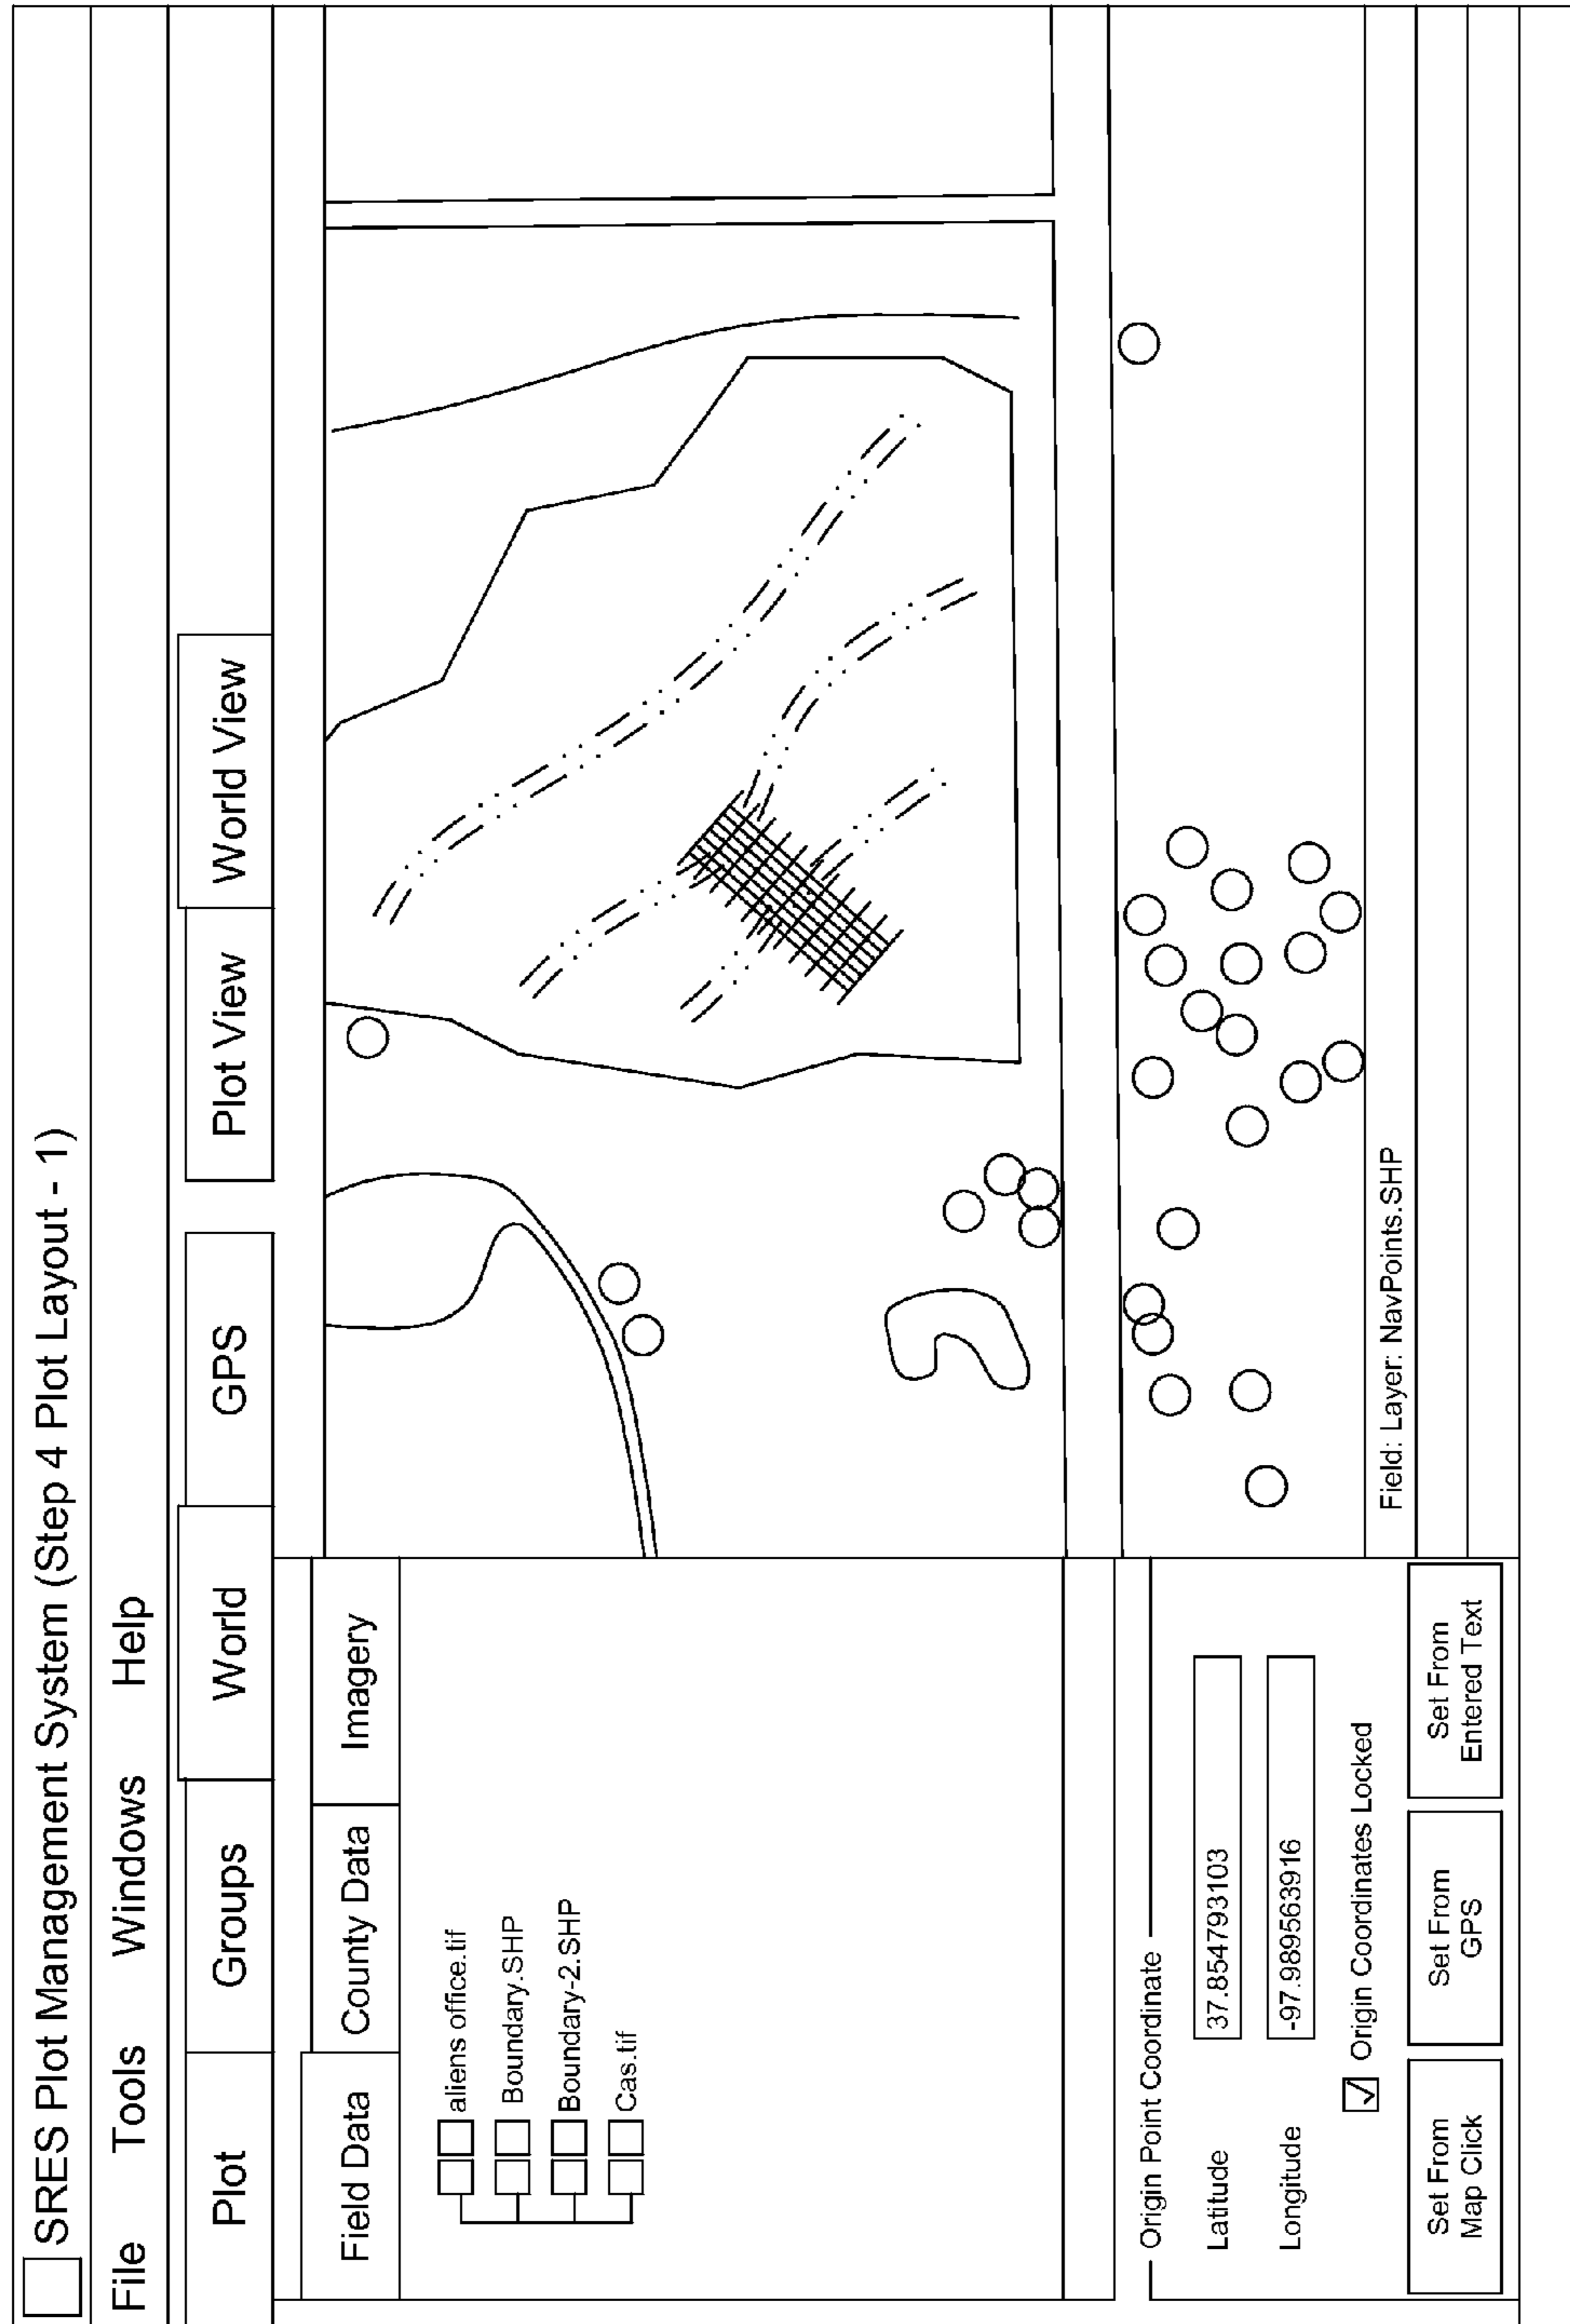 SRES Plot Management System (Step 4 Plot Layout - 1)
File Tools Windows Help
Plot Groups World GPS Plot View World View
Field Data County Data Imagery
aliens office.tif
Boundary.SHP
Boundary-2.SHP
Cas.tif
Origin Point Coordinate
Latitude 37.854793103
Longitude -97.989563916
Origin Coordinates Locked
Set From
Map Click
Set From
GPS
Set From
Entered Text
Field: Layer: NavPoints.SHP